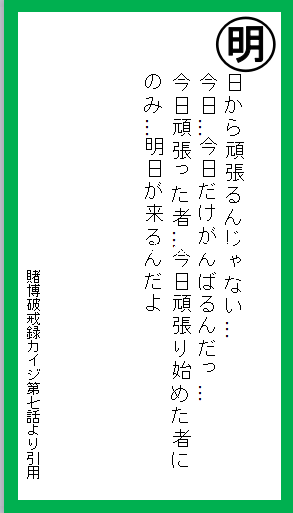 明
日から頑張るんじゃない…
今日…今日だけがんばるんだっ…
今日頑張った者…今日頑張り始めた者に
のみ…明日が来るんだよ
賭博破戒録カイジ第七話より引用